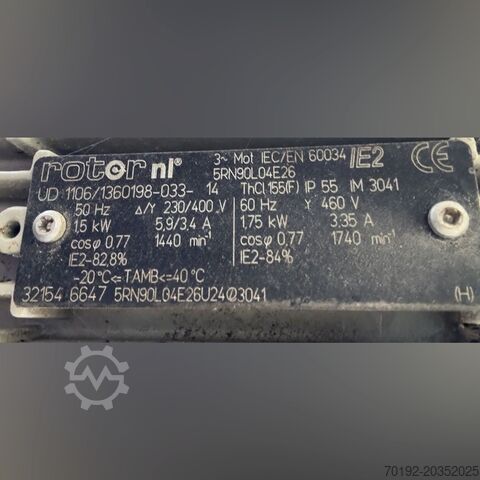 rotor nl®
3~ Mot IEC/EN 60034 IE2 CE
5RN90L04E26
UD 1106/1360198-033- 14 ThCl.155(F) IP 55 IM 3041
50 Hz Δ/Y 230/400 V 60 Hz Y 460 V
1.5 kW 5.9/3.4 A 1.75 kW 3.35 A
cosφ 0.77 1440 min⁻¹ cosφ 0.77 1740 min⁻¹
IE2-82,8% IE2-84%
-20°C<=TAMB<=40°C
32154 6647 5RN90L04E26U24Ø3041 (H)
70192-20352025